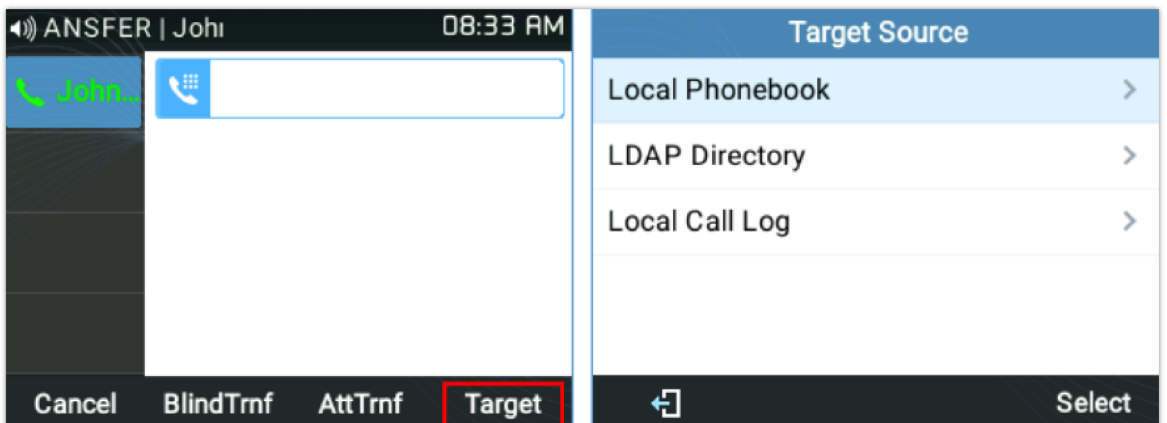 ANSFER | Johı
08:33 AM
John...
Cancel
BlindTrnf
AttTrnf
Target
Target Source
Local Phonebook
LDAP Directory
Local Call Log
Select